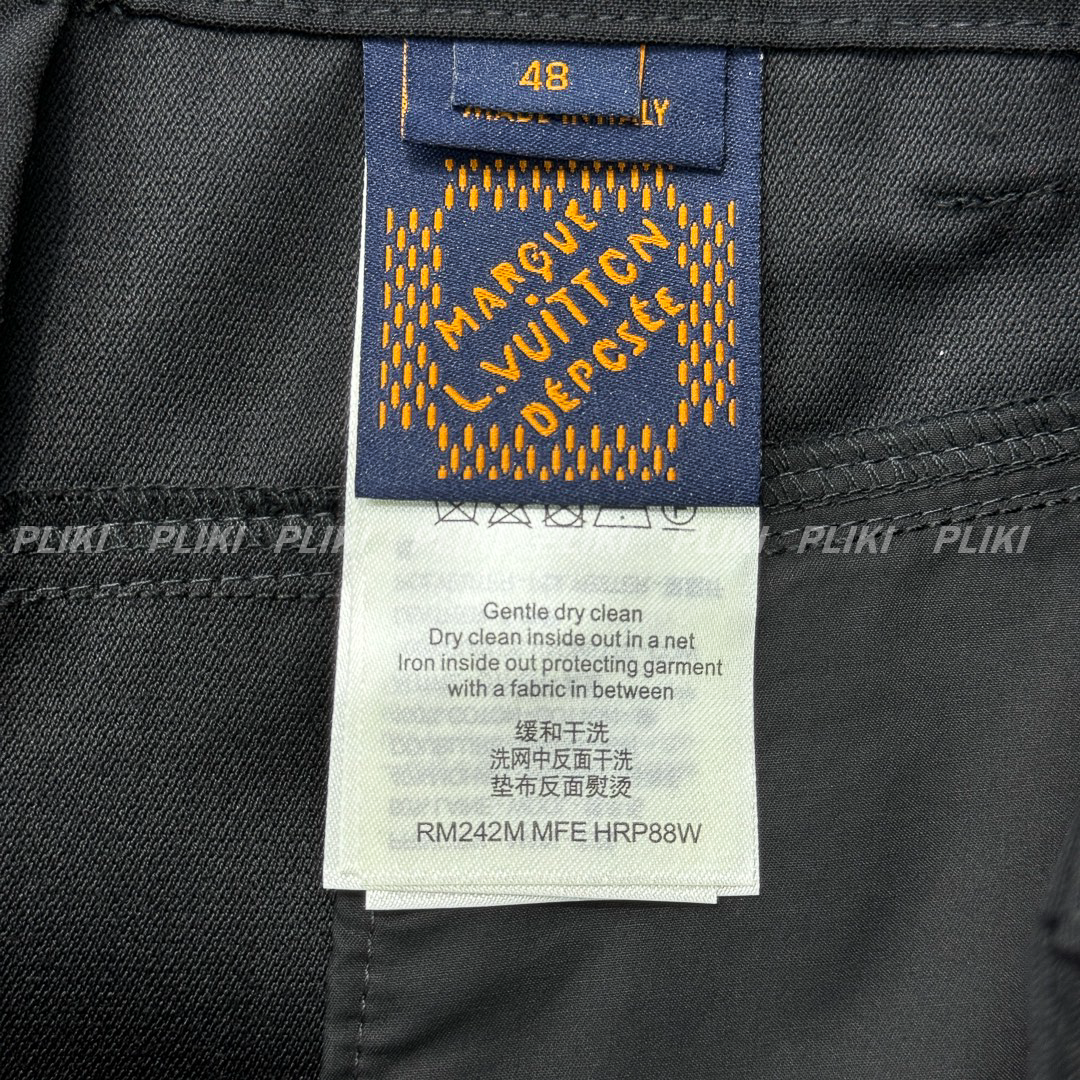 48
MADE IN ITALY
MARQUE
L.VUITTON
DÉPOSÉE
PLIKI PLIKI PLIKI PLIKI PLIKI PLIKI PLIKI
Gentle dry clean
Dry clean inside out in a net
Iron inside out protecting garment
with a fabric in between
缓和干洗
洗网中反面干洗
垫布反面熨烫
RM242M MFE HRP88W